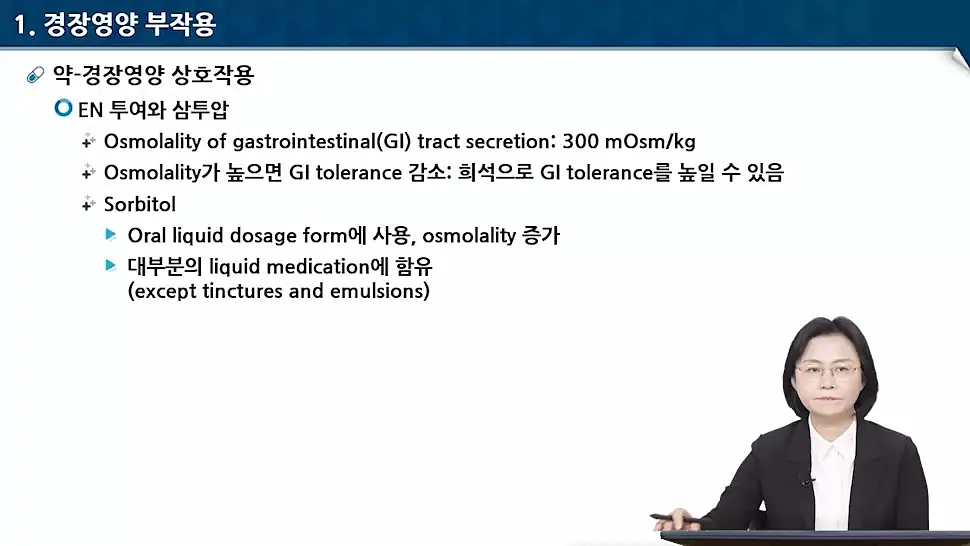 1. 경장영양 부작용
약-경장영양 상호작용
EN 투여와 삼투압
Osmolality of gastrointestinal(GI) tract secretion: 300 mOsm/kg
Osmolality가 높으면 GI tolerance 감소: 희석으로 GI tolerance를 높일 수 있음
Sorbitol
Oral liquid dosage form에 사용, osmolality 증가
대부분의 liquid medication에 함유
(except tinctures and emulsions)